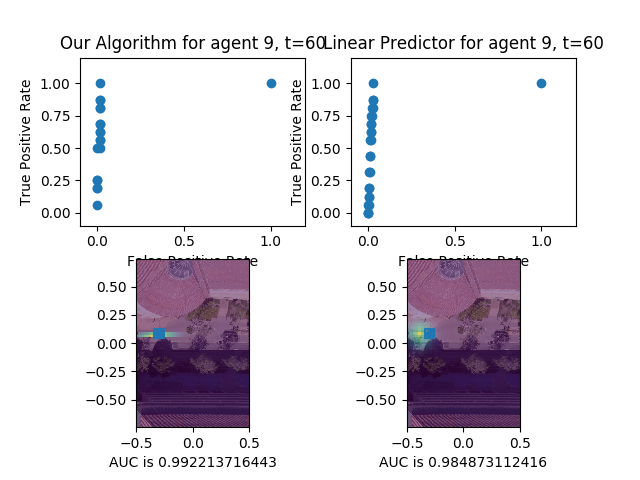 Our Algorithm for agent 9, t=60
Linear Predictor for agent 9, t=60
True Positive Rate
1.00
0.75
0.50
0.25
0.00
0.0 0.5 1.0
False Positive Rate
True Positive Rate
1.00
0.75
0.50
0.25
0.00
0.0 0.5 1.0
False Positive Rate
0.50
0.25
0.00
−0.25
−0.50
−0.5 0.0 0.5
AUC is 0.992213716443
0.50
0.25
0.00
−0.25
−0.50
−0.5 0.0 0.5
AUC is 0.984873112416